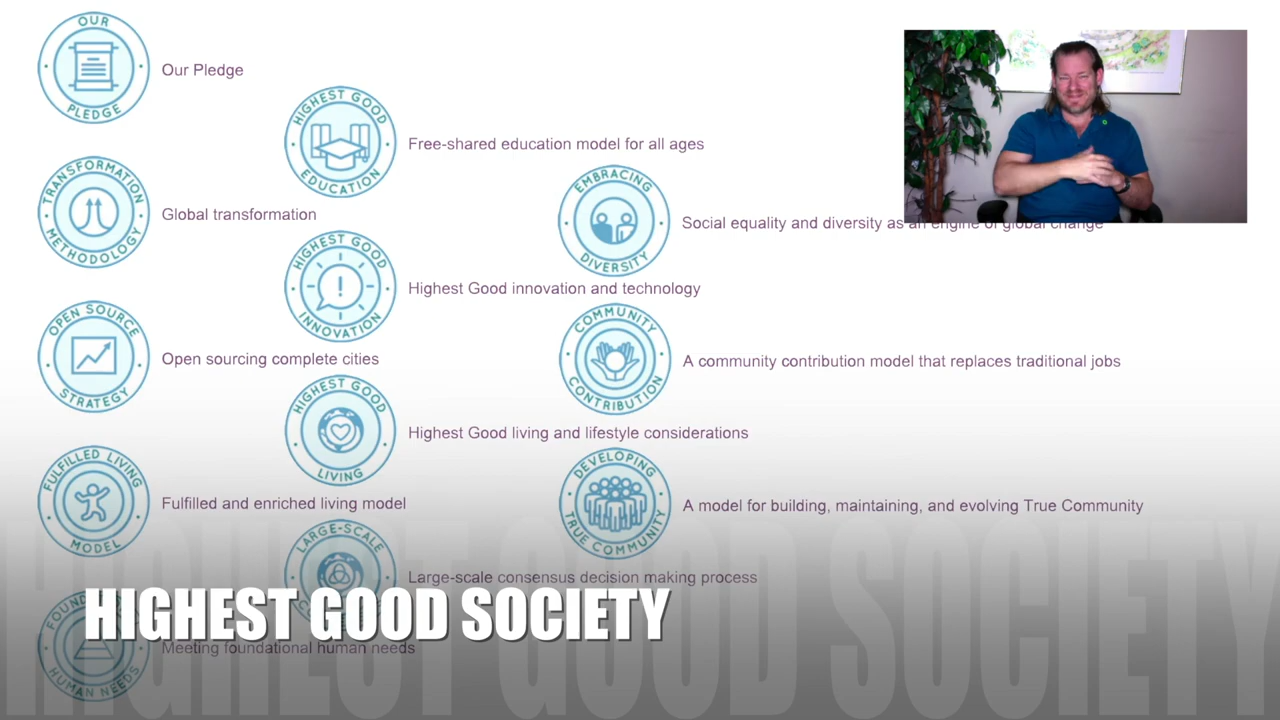 OUR PLEDGE
Our Pledge
HIGHEST GOOD EDUCATION
Free-shared education model for all ages
TRANSFORMATION METHODOLOGY
Global transformation
EMBRACING DIVERSITY
Social equality and diversity as an engine of global change
HIGHEST GOOD INNOVATION
Highest Good innovation and technology
OPEN SOURCE STRATEGY
Open sourcing complete cities
COMMUNITY CONTRIBUTION
A community contribution model that replaces traditional jobs
HIGHEST GOOD LIVING
Highest Good living and lifestyle considerations
FULFILLED LIVING MODEL
Fulfilled and enriched living model
DEVELOPING TRUE COMMUNITY
A model for building, maintaining, and evolving True Community
LARGE-SCALE
Large-scale consensus decision making process
HUMAN NEEDS
Meeting foundational human needs
HIGHEST GOOD SOCIETY
HIGHEST GOOD SOCIETY